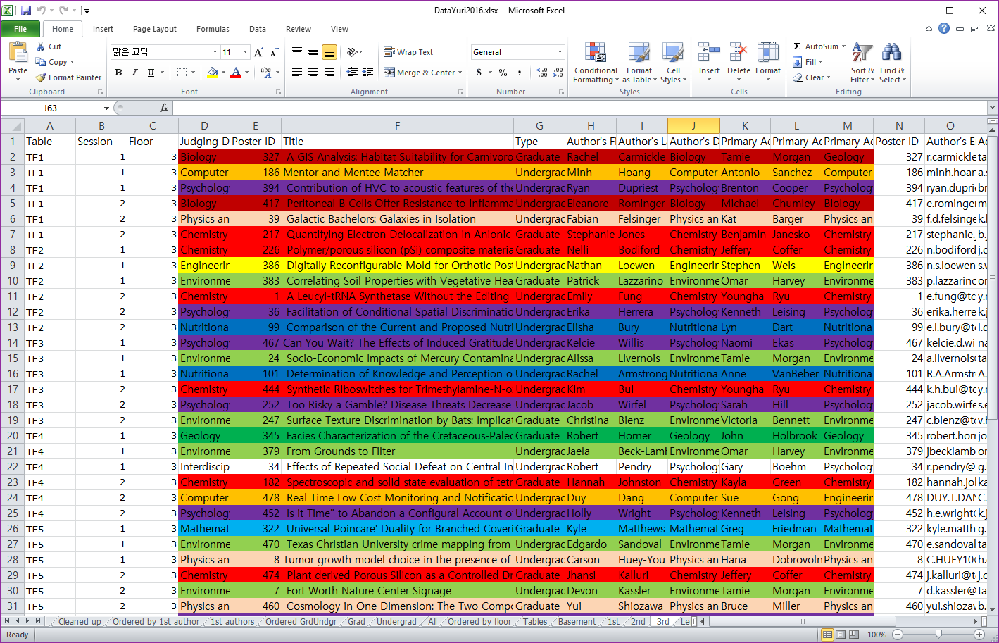 DataYuri2016.xlsx - Microsoft Excel
File Home Insert Page Layout Formulas Data Review View
Paste Cut Copy Format Painter Clipboard
맑은 고딕 11 B I U Font
Wrap Text Merge & Center Alignment
General $ % , Number
Conditional Formatting Format as Table Cell Styles Styles
Insert Delete Format Cells
AutoSum Fill Clear Sort & Filter Find & Select Editing
J63 fx
A B C D E F G H I J K L M N O
1 Table Session Floor Judging D Poster ID Title Type Author's Fi Author's La Author's D Primary Ad Primary Ad Primary Ad Poster ID Author's E Ad
2 TF1 1 3 Biology 327 A GIS Analysis: Habitat Suitability for Carnivoro Graduate Rachel Carmickle Biology Tamie Morgan Geology 327 r.carmickle ta
3 TF1 1 3 Computer 186 Mentor and Mentee Matcher Undergrac Minh Hoang Computer Antonio Sanchez Computer 186 minh.hoar a.s
4 TF1 1 3 Psycholog 394 Contribution of HVC to acoustic features of the Undergrac Ryan Dupriest Psycholog Brenton Cooper Psycholog 394 ryan.dupri br
5 TF1 2 3 Biology 417 Peritoneal B Cells Offer Resistance to Inflamma Undergrac Eleanore Rominger Biology Michael Chumley Biology 417 e.rominger m
6 TF1 2 3 Physics an 39 Galactic Bachelors: Galaxies in Isolation Undergrac Fabian Felsinger Physics an Kat Barger Physics an 39 f.d.felsinge k.
7 TF1 2 3 Chemistry 217 Quantifying Electron Delocalization in Anionic Graduate Stephanie Jones Chemistry Benjamin Janesko Chemistry 217 stephanie. b.
8 TF2 1 3 Chemistry 226 Polymer/porous silicon (pSi) composite materia Graduate Nelli Bodiford Chemistry Jeffery Coffer Chemistry 226 n.bodiford j.c
9 TF2 1 3 Engineerin 386 Digitally Reconfigurable Mold for Orthotic Post Undergrac Nathan Loewen Engineerin Stephen Weis Engineerin 386 n.s.loewen s.v
10 TF2 1 3 Environme 383 Correlating Soil Properties with Vegetative Hea Graduate Patrick Lazzarino Environme Omar Harvey Environme 383 p.lazzarino or
11 TF2 2 3 Chemistry 1 A Leucyl-tRNA Synthetase Without the Editing Undergrac Emily Fung Chemistry Youngha Ryu Chemistry 1 e.fung@tc y.r
12 TF2 2 3 Psycholog 36 Facilitation of Conditional Spatial Discriminatio Undergrac Erika Herrera Psycholog Kenneth Leising Psycholog 36 erika.herre k.j
13 TF2 2 3 Nutritiona 99 Comparison of the Current and Proposed Nutri Undergrac Elisha Bury Nutritiona Lyn Dart Nutritiona 99 e.l.bury@t l.c
14 TF3 1 3 Psycholog 467 Can You Wait? The Effects of Induced Gratitude Undergrac Kelcie Willis Psycholog Naomi Ekas Psycholog 467 kelcie.d.wi na
15 TF3 1 3 Environme 24 Socio-Economic Impacts of Mercury Contamina Undergrac Alissa Livernois Environme Tamie Morgan Environme 24 a.livernois ta
16 TF3 1 3 Nutritiona 101 Determination of Knowledge and Perception o Undergrac Rachel Armstrong Nutritiona Anne VanBeber Nutritiona 101 R.A.Armstr A.
17 TF3 2 3 Chemistry 444 Synthetic Riboswitches for Trimethylamine-N-o Undergrac Kim Bui Chemistry Youngha Ryu Chemistry 444 k.h.bui@tc y.r
18 TF3 2 3 Psycholog 252 Too Risky a Gamble? Disease Threats Decrease Undergrac Jacob Wirfel Psycholog Sarah Hill Psycholog 252 jacob.wirfe s.e
19 TF3 2 3 Environme 247 Surface Texture Discrimination by Bats: Implicat Graduate Christina Bienz Environme Victoria Bennett Environme 247 c.bienz@tc v.b
20 TF4 1 3 Geology 345 Facies Characterization of the Cretaceous-Palec Graduate Robert Horner Geology John Holbrook Geology 345 robert.horr jo
21 TF4 1 3 Environme 379 From Grounds to Filter Undergrac Jaela Beck-Lamb Environme Omar Harvey Environme 379 jbecklamb or
22 TF4 1 3 Interdiscip 34 Effects of Repeated Social Defeat on Central In Undergrac Robert Pendry Psycholog Gary Boehm Psycholog 34 r.pendry@ g.
23 TF4 2 3 Chemistry 182 Spectroscopic and solid state evaluation of tetr Graduate Hannah Johnston Chemistry Kayla Green Chemistry 182 hannah.jol ka
24 TF4 2 3 Computer 478 Real Time Low Cost Monitoring and Notificatio Undergrac Duy Dang Computer Sue Gong Engineerin 478 DUY.T.DAN C.
25 TF4 2 3 Psycholog 452 Is it Time" to Abandon a Configural Account o Undergrac Holly Wright Psycholog Kenneth Leising Psycholog 452 h.e.wright@ k.
26 TF5 1 3 Mathemat 322 Universal Poincare' Duality for Branched Coveri Graduate Kyle Matthews Mathemat Greg Friedman Mathemat 322 kyle.matth g.
27 TF5 1 3 Environme 470 Texas Christian University crime mapping from Undergrac Edgardo Sandoval Environme Tamie Morgan Environme 470 e.sandoval ta
28 TF5 1 3 Physics an 8 Tumor growth model choice in the presence of Undergrac Carson Huey-You Physics an Hana Dobrovoln Physics an 8 C.HUEY10 h.
29 TF5 2 3 Chemistry 474 Plant derived Porous Silicon as a Controlled Dr Graduate Jhansi Kalluri Chemistry Jeffery Coffer Chemistry 474 j.kalluri@t j.c
30 TF5 2 3 Environme 7 Fort Worth Nature Center Signage Undergrac Devon Kassler Environme Tamie Morgan Environme 7 d.kassler@ ta
31 TF5 2 3 Physics an 460 Cosmology in One Dimension: The Two Compo Graduate Yui Shiozawa Physics an Bruce Miller Physics an 460 yui.shiozav b.
Cleaned up Ordered by 1st author 1st authors Ordered GrdUndgr Grad Undergrad All Ordered by floor Tables Basement 1st 2nd 3rd Le
Ready 100%